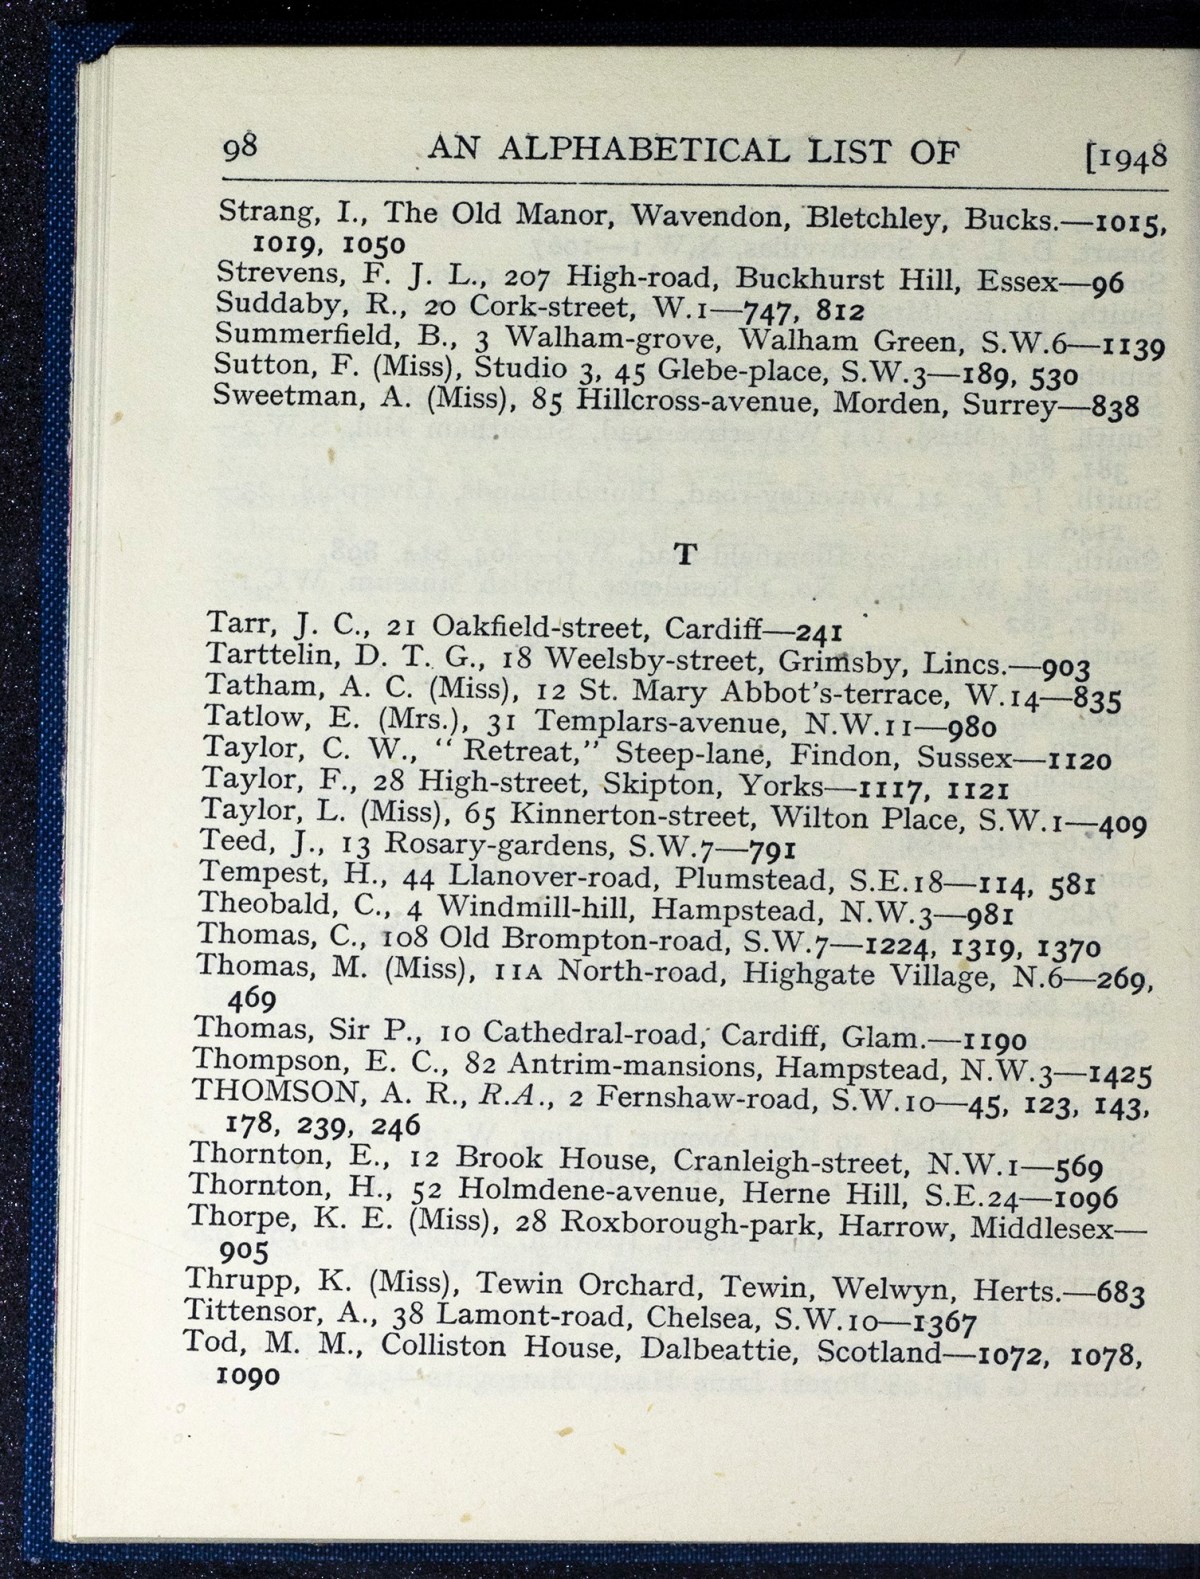 98 AN ALPHABETICAL LIST OF [1948
Strang, I., The Old Manor, Wavendon, Bletchley, Bucks.—1015,
1019, 1050
Strevens, F. J. L., 207 High-road, Buckhurst Hill, Essex—96
Suddaby, R., 20 Cork-street, W.1—747, 812
Summerfield, B., 3 Walham-grove, Walham Green, S.W.6—1139
Sutton, F. (Miss), Studio 3, 45 Glebe-place, S.W.3—189, 530
Sweetman, A. (Miss), 85 Hillcross-avenue, Morden, Surrey—838
T
Tarr, J. C., 21 Oakfield-street, Cardiff—241
Tarttelin, D. T. G., 18 Weelsby-street, Grimsby, Lincs.—903
Tatham, A. C. (Miss), 12 St. Mary Abbot's-terrace, W.14—835
Tatlow, E. (Mrs.), 31 Templars-avenue, N.W.11—980
Taylor, C. W., “ Retreat,” Steep-lane, Findon, Sussex—1120
Taylor, F., 28 High-street, Skipton, Yorks—1117, 1121
Taylor, L. (Miss), 65 Kinnerton-street, Wilton Place, S.W.1—409
Teed, J., 13 Rosary-gardens, S.W.7—791
Tempest, H., 44 Llanover-road, Plumstead, S.E.18—114, 581
Theobald, C., 4 Windmill-hill, Hampstead, N.W.3—981
Thomas, C., 108 Old Brompton-road, S.W.7—1224, 1319, 1370
Thomas, M. (Miss), 11A North-road, Highgate Village, N.6—269,
469
Thomas, Sir P., 10 Cathedral-road, Cardiff, Glam.—1190
Thompson, E. C., 82 Antrim-mansions, Hampstead, N.W.3—1425
THOMSON, A. R., R.A., 2 Fernshaw-road, S.W.10—45, 123, 143,
178, 239, 246
Thornton, E., 12 Brook House, Cranleigh-street, N.W.1—569
Thornton, H., 52 Holmdene-avenue, Herne Hill, S.E.24—1096
Thorpe, K. E. (Miss), 28 Roxborough-park, Harrow, Middlesex—
905
Thrupp, K. (Miss), Tewin Orchard, Tewin, Welwyn, Herts.—683
Tittensor, A., 38 Lamont-road, Chelsea, S.W.10—1367
Tod, M. M., Colliston House, Dalbeattie, Scotland—1072, 1078,
1090